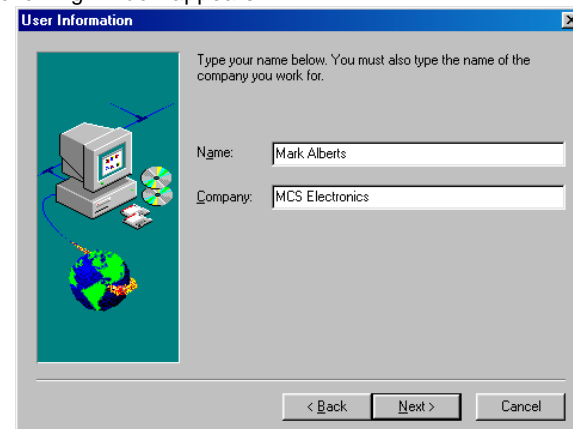 User Information
Type your name below. You must also type the name of the
company you work for.
Name: Mark Alberts
Company: MCS Electronics
< Back Next > Cancel